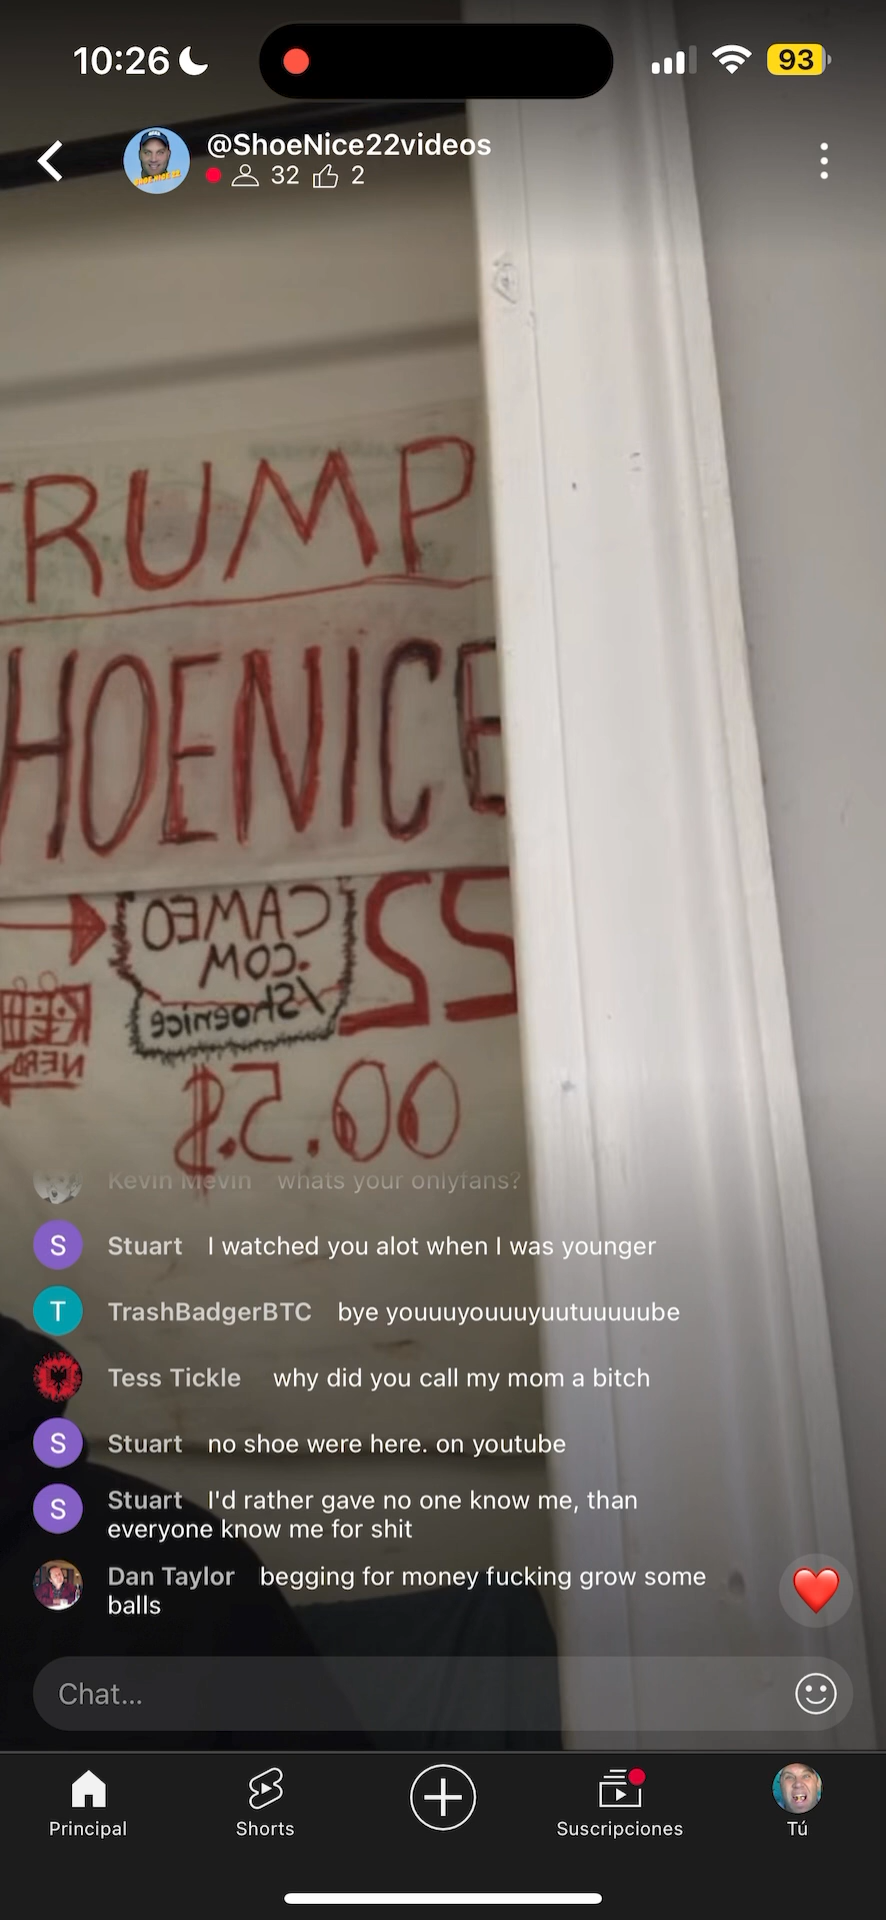 10:26
93
@ShoeNice22videos
32 2
TRUMP
HOENICE
CAMEO
.COM
/Shoenice
22
NERD
$5.00
Kevin Mevin whats your onlyfans?
S Stuart I watched you alot when I was younger
T TrashBadgerBTC bye youuuyouuuyuutuuuuube
Tess Tickle why did you call my mom a bitch
S Stuart no shoe were here. on youtube
S Stuart I'd rather gave no one know me, than
everyone know me for shit
Dan Taylor begging for money fucking grow some
balls
Chat...
Principal
Shorts
Suscripciones
Tú